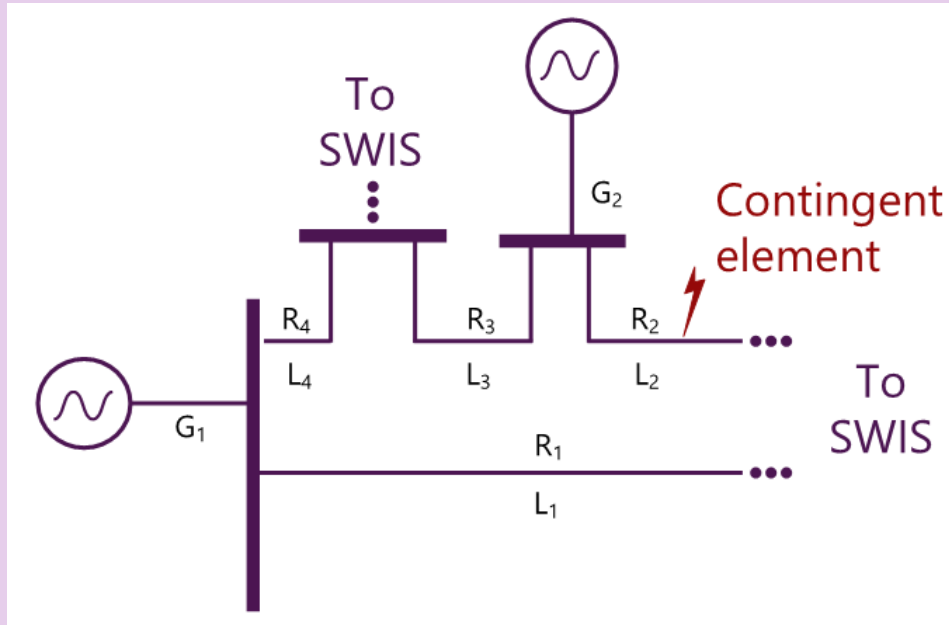 To
SWIS
G₂
Contingent
element
R₄
R₃
R₂
L₄
L₃
L₂
To
SWIS
G₁
R₁
L₁